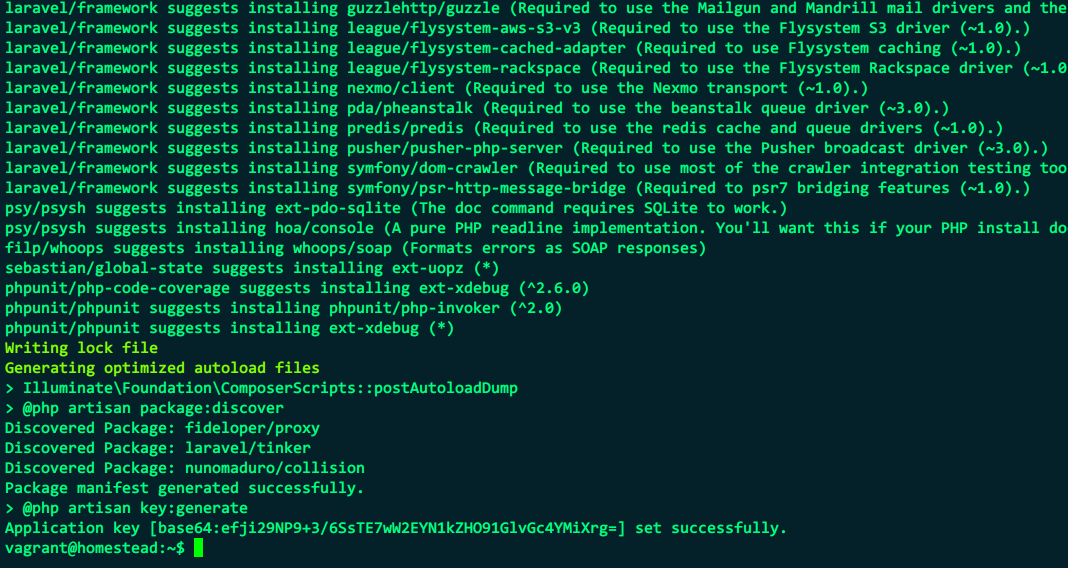 laravel/framework suggests installing guzzlehttp/guzzle (Required to use the Mailgun and Mandrill mail drivers and the
laravel/framework suggests installing league/flysystem-aws-s3-v3 (Required to use the Flysystem S3 driver (~1.0).)
laravel/framework suggests installing league/flysystem-cached-adapter (Required to use Flysystem caching (~1.0).)
laravel/framework suggests installing league/flysystem-rackspace (Required to use the Flysystem Rackspace driver (~1.0
laravel/framework suggests installing nexmo/client (Required to use the Nexmo transport (~1.0).)
laravel/framework suggests installing pda/pheanstalk (Required to use the beanstalk queue driver (~3.0).)
laravel/framework suggests installing predis/predis (Required to use the redis cache and queue drivers (~1.0).)
laravel/framework suggests installing pusher/pusher-php-server (Required to use the Pusher broadcast driver (~3.0).)
laravel/framework suggests installing symfony/dom-crawler (Required to use most of the crawler integration testing too
laravel/framework suggests installing symfony/psr-http-message-bridge (Required to psr7 bridging features (~1.0).)
psy/psysh suggests installing ext-pdo-sqlite (The doc command requires SQLite to work.)
psy/psysh suggests installing hoa/console (A pure PHP readline implementation. You'll want this if your PHP install do
filp/whoops suggests installing whoops/soap (Formats errors as SOAP responses)
sebastian/global-state suggests installing ext-uopz (*)
phpunit/php-code-coverage suggests installing ext-xdebug (^2.6.0)
phpunit/phpunit suggests installing phpunit/php-invoker (^2.0)
phpunit/phpunit suggests installing ext-xdebug (*)
Writing lock file
Generating optimized autoload files
> Illuminate\Foundation\ComposerScripts::postAutoloadDump
> @php artisan package:discover
Discovered Package: fideloper/proxy
Discovered Package: laravel/tinker
Discovered Package: nunomaduro/collision
Package manifest generated successfully.
> @php artisan key:generate
Application key [base64:efji29NP9+3/6SsTE7wW2EYN1kZHO91GlvGc4YMiXrg=] set successfully.
vagrant@homestead:~$